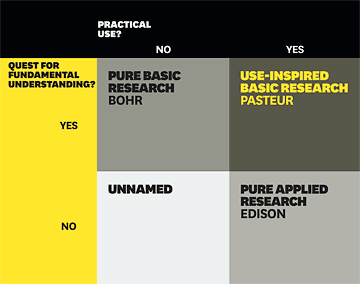 PRACTICAL
USE?
NO
YES
QUEST FOR
FUNDAMENTAL
UNDERSTANDING?
YES
PURE BASIC
RESEARCH
BOHR
USE-INSPIRED
BASIC RESEARCH
PASTEUR
NO
UNNAMED
PURE APPLIED
RESEARCH
EDISON